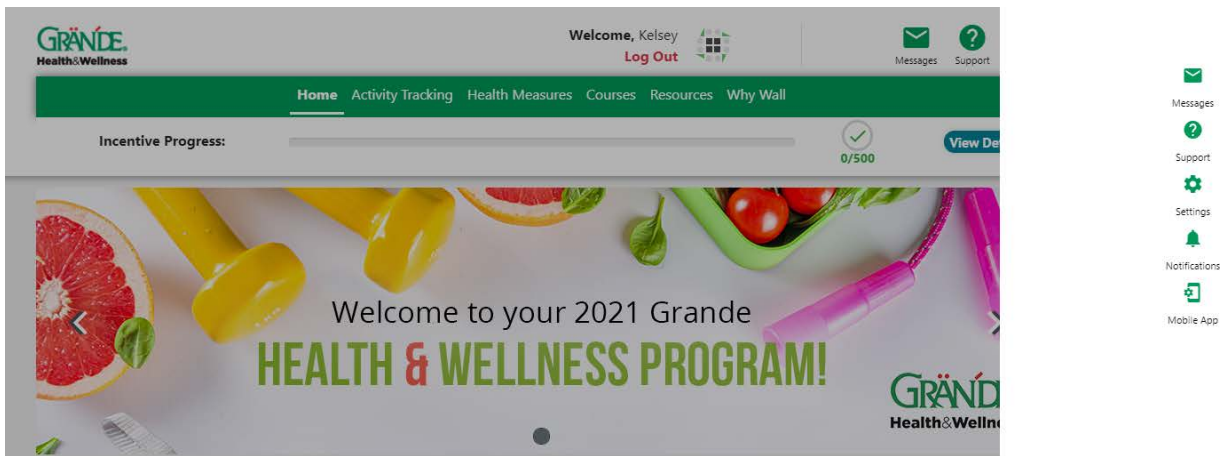 GRÄNDE®
Health&Wellness
Welcome, Kelsey
Log Out
Messages
Support
Home Activity Tracking Health Measures Courses Resources Why Wall
Incentive Progress:
0/500
View De
Welcome to your 2021 Grande
HEALTH & WELLNESS PROGRAM!
GRÄND
Health&Welln
Messages
Support
Settings
Notifications
Mobile App